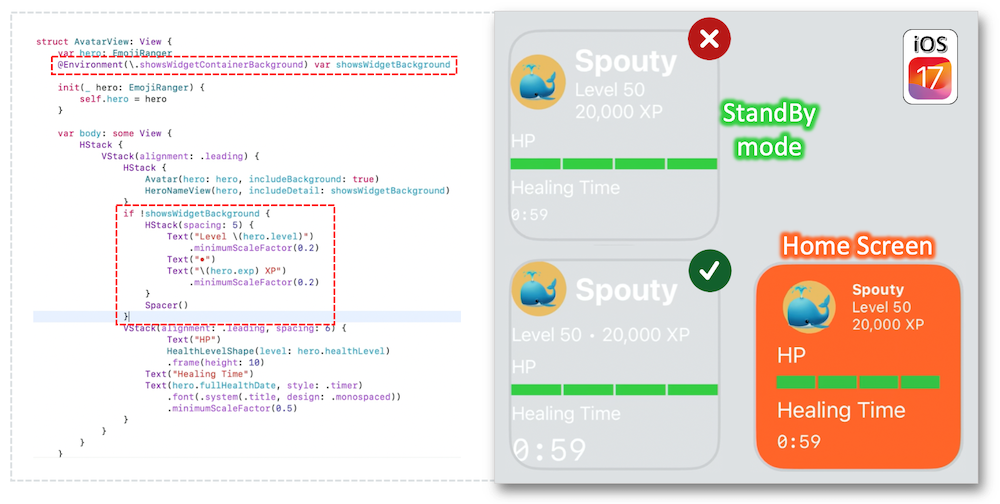 struct AvatarView: View {
    var hero: EmojiRanger
    @Environment(\.showsWidgetContainerBackground) var showsWidgetBackground

    init(_ hero: EmojiRanger) {
        self.hero = hero
    }

    var body: some View {
        HStack {
            VStack(alignment: .leading) {
                HStack {
                    Avatar(hero: hero, includeBackground: true)
                    HeroNameView(hero, includeDetail: showsWidgetBackground)
                }
                if !showsWidgetBackground {
                    HStack(spacing: 5) {
                        Text("Level \(hero.level)")
                            .minimumScaleFactor(0.2)
                        Text("•")
                        Text("\(hero.exp) XP")
                            .minimumScaleFactor(0.2)
                    }
                    Spacer()
                }
                VStack(alignment: .leading, spacing: 6) {
                    Text("HP")
                    HealthLevelShape(level: hero.healthLevel)
                    .frame(height: 10)
                    Text("Healing Time")
                    Text(hero.fullHealthDate, style: .timer)
                        .font(.system(.title, design: .monospaced))
                        .minimumScaleFactor(0.5)
                }
            }
        }
    }
Spouty
Level 50
20,000 XP
HP
Healing Time
0:59
StandBy
mode
iOS
17
Spouty
Level 50 • 20,000 XP
HP
Healing Time
0:59
Home Screen
Spouty
Level 50
20,000 XP
HP
Healing Time
0:59